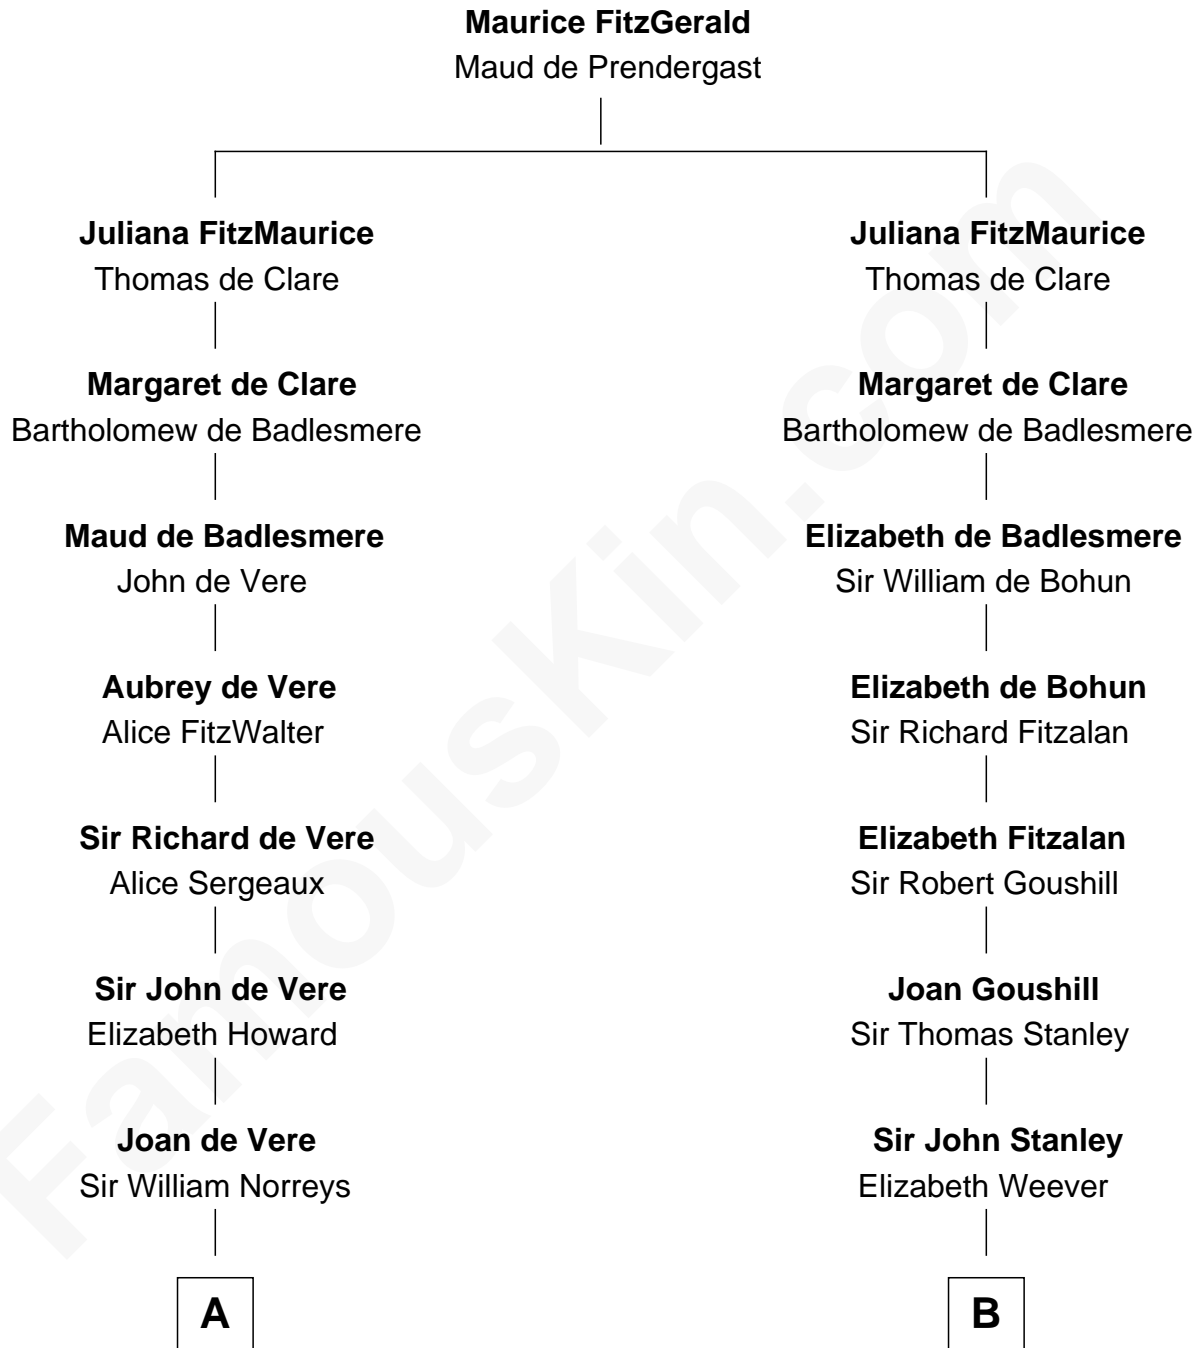 Maurice FitzGerald
Maud de Prendergast
Juliana FitzMaurice
Thomas de Clare
Margaret de Clare
Bartholomew de Badlesmere
Maud de Badlesmere
John de Vere
Aubrey de Vere
Alice FitzWalter
Sir Richard de Vere
Alice Sergeaux
Sir John de Vere
Elizabeth Howard
Joan de Vere
Sir William Norreys
A
Juliana FitzMaurice
Thomas de Clare
Margaret de Clare
Bartholomew de Badlesmere
Elizabeth de Badlesmere
Sir William de Bohun
Elizabeth de Bohun
Sir Richard Fitzalan
Elizabeth Fitzalan
Sir Robert Goushill
Joan Goushill
Sir Thomas Stanley
Sir John Stanley
Elizabeth Weever
B
FamousKin.com